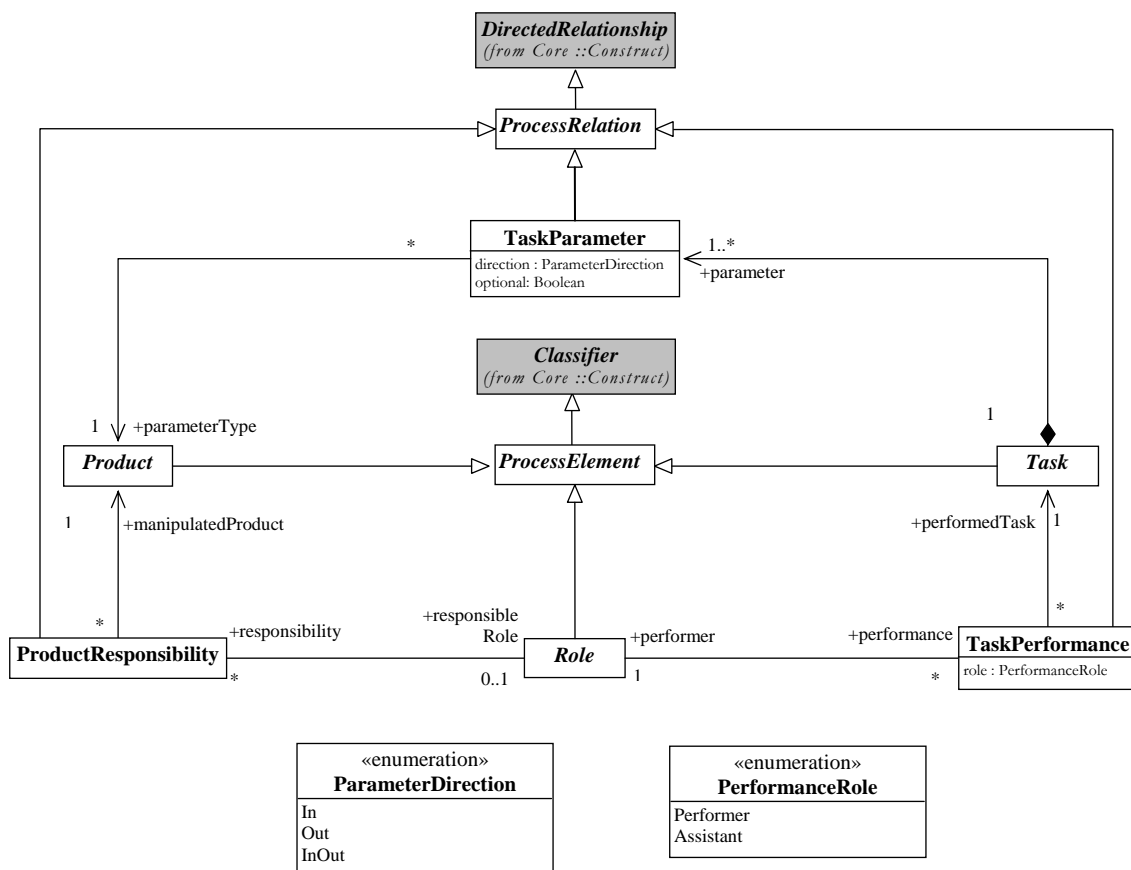 DirectedRelationship
(from Core ::Construct)
ProcessRelation
TaskParameter
direction : ParameterDirection
optional: Boolean
*
1..*
+parameter
Classifier
(from Core ::Construct)
1
+parameterType
1
Product
ProcessElement
Task
1
+manipulatedProduct
+performedTask
1
*
+responsibility
+responsible
Role
+performer
+performance
*
ProductResponsibility
Role
TaskPerformance
role : PerformanceRole
*
0..1
1
*
«enumeration»
ParameterDirection
In
Out
InOut
«enumeration»
PerformanceRole
Performer
Assistant